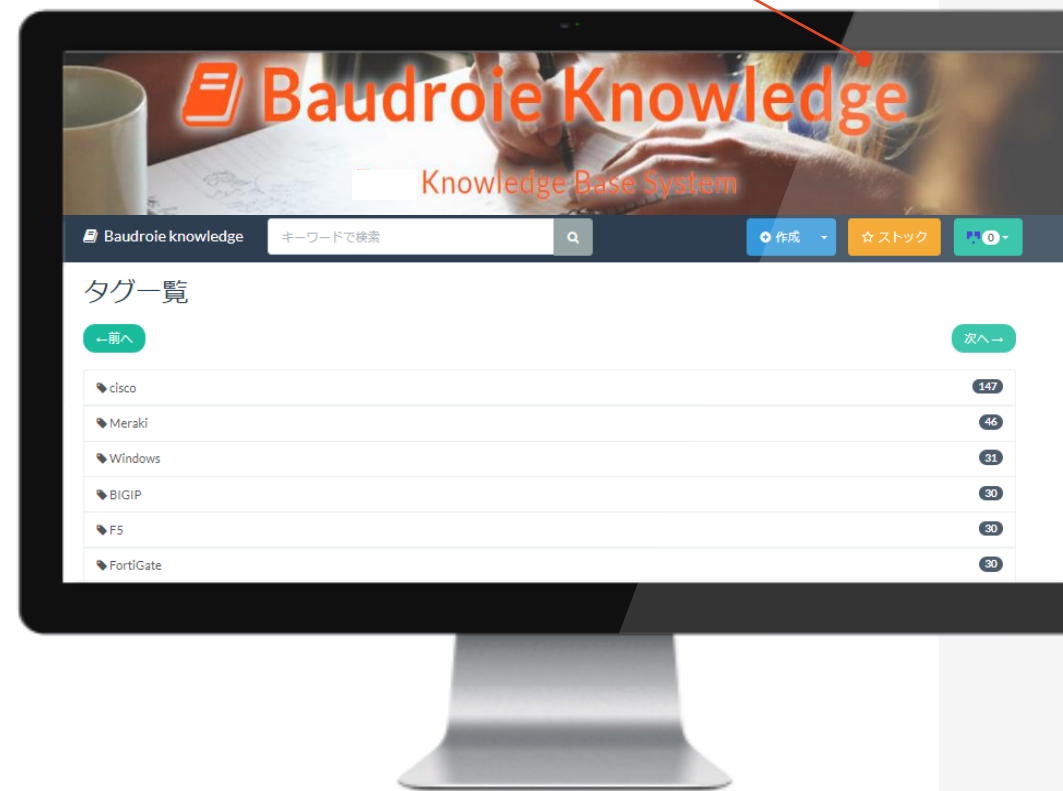 Baudroie Knowledge
Knowledge Base System
Baudroie knowledge キーワードで検索 作成 ストック 0
タグ一覧
←前へ 次へ→
cisco 147
Meraki 46
Windows 31
BIGIP 30
F5 30
FortiGate 30